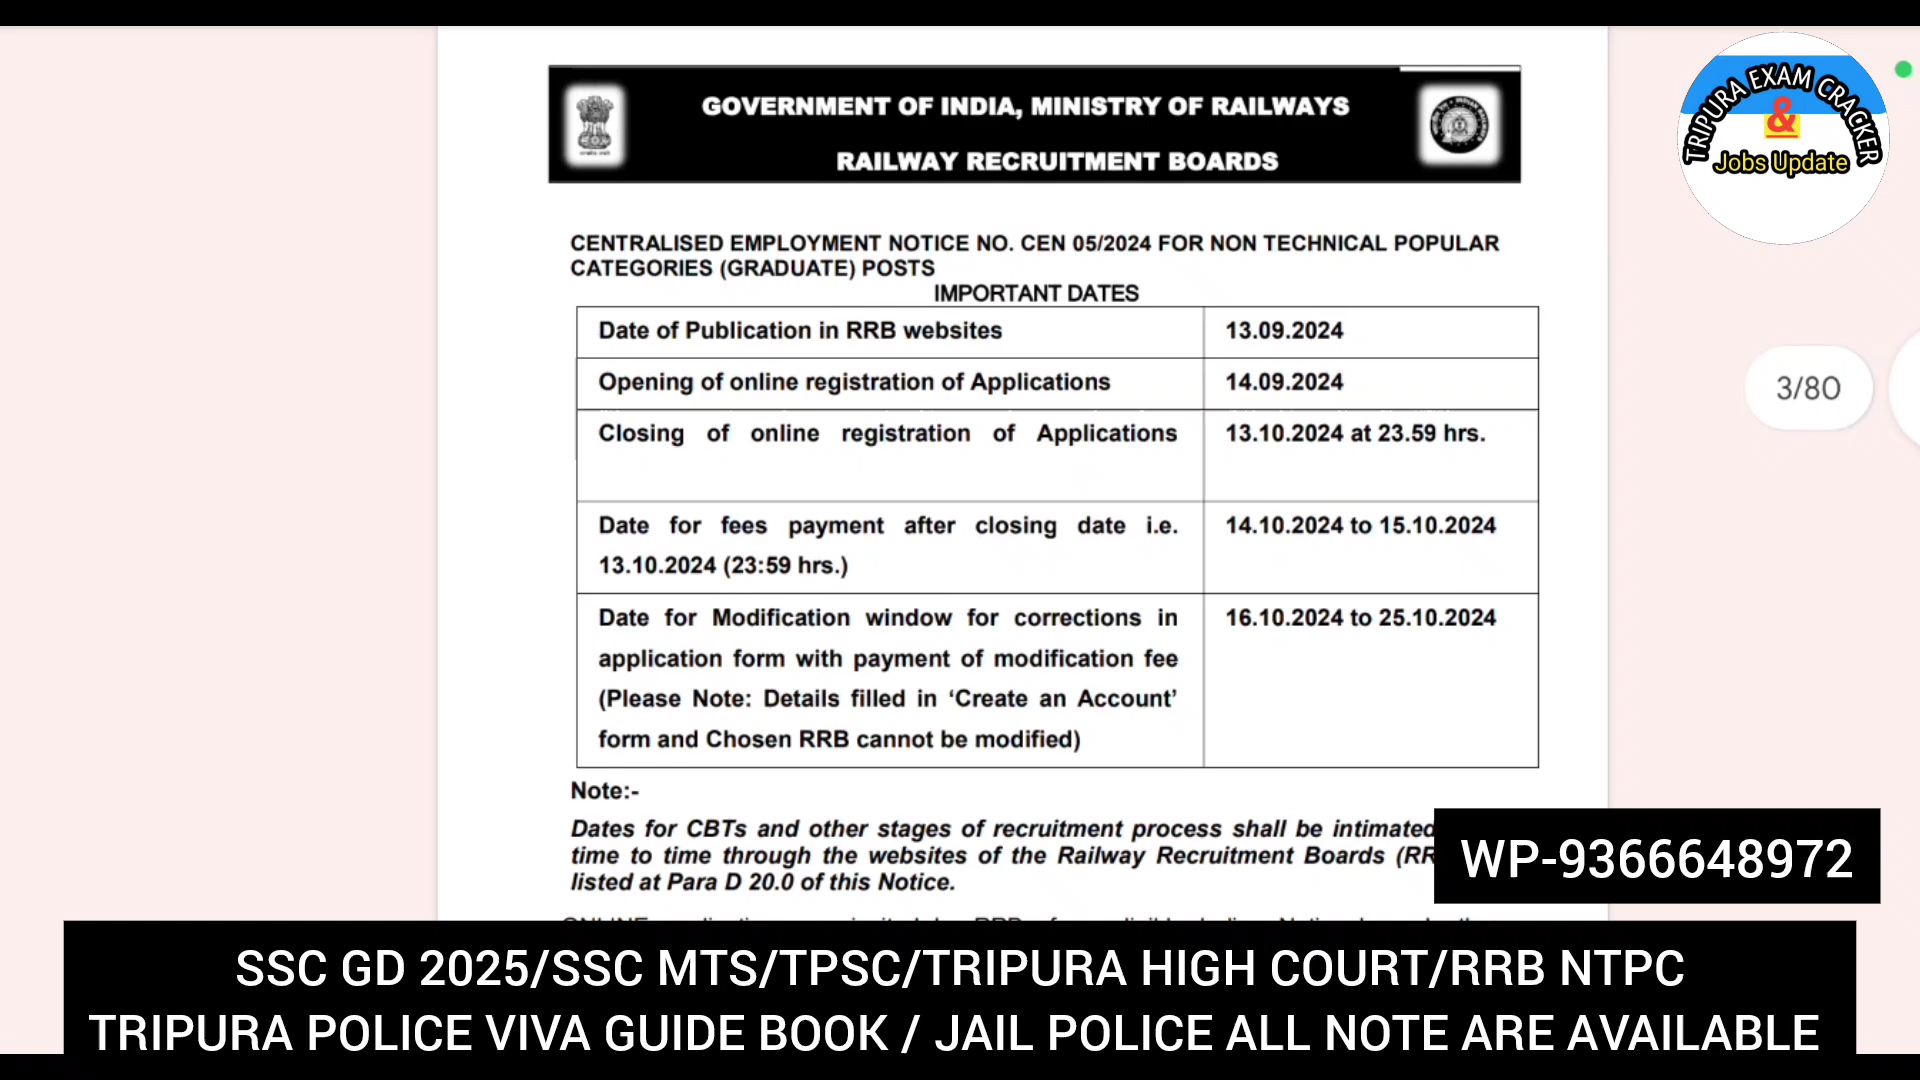 GOVERNMENT OF INDIA, MINISTRY OF RAILWAYS
RAILWAY RECRUITMENT BOARDS
TRIPURA EXAM CRACKER
&
Jobs Update
CENTRALISED EMPLOYMENT NOTICE NO. CEN 05/2024 FOR NON TECHNICAL POPULAR
CATEGORIES (GRADUATE) POSTS
IMPORTANT DATES
Date of Publication in RRB websites 13.09.2024
Opening of online registration of Applications 14.09.2024
Closing of online registration of Applications 13.10.2024 at 23.59 hrs.
3/80
Date for fees payment after closing date i.e. 14.10.2024 to 15.10.2024
13.10.2024 (23:59 hrs.)
Date for Modification window for corrections in 16.10.2024 to 25.10.2024
application form with payment of modification fee
(Please Note: Details filled in ‘Create an Account’
form and Chosen RRB cannot be modified)
Note:-
Dates for CBTs and other stages of recruitment process shall be intimated
time to time through the websites of the Railway Recruitment Boards
listed at Para D 20.0 of this Notice.
WP-9366648972
SSC GD 2025/SSC MTS/TPSC/TRIPURA HIGH COURT/RRB NTPC
TRIPURA POLICE VIVA GUIDE BOOK / JAIL POLICE ALL NOTE ARE AVAILABLE